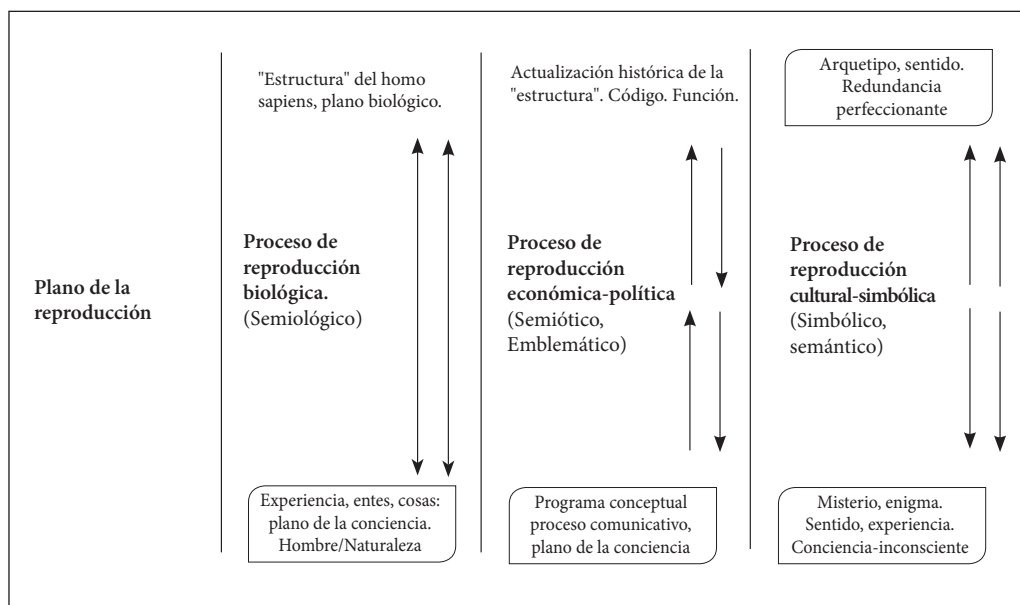 Plano de la
reproducción
"Estructura" del homo
sapiens, plano biológico.
Proceso de
reproducción
biológica.
(Semiológico)
Experiencia, entes, cosas:
plano de la conciencia.
Hombre/Naturaleza
Actualización histórica de la
"estructura". Código. Función.
Proceso de
reproducción
económica-política
(Semiótico,
Emblemático)
Programa conceptual
proceso comunicativo,
plano de la conciencia
Arquetipo, sentido.
Redundancia
perfeccionante
Proceso de
reproducción
cultural-simbólica
(Simbólico,
semántico)
Misterio, enigma.
Sentido, experiencia.
Conciencia-inconsciente